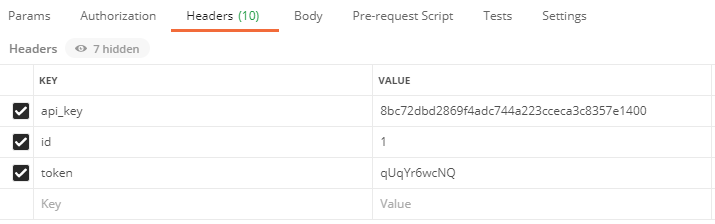 Params Authorization Headers (10) Body Pre-request Script Tests Settings
Headers 7 hidden
KEY VALUE
api_key 8bc72dbd2869f4adc744a223cceca3c8357e1400
id 1
token qUqYr6wcNQ
Key Value